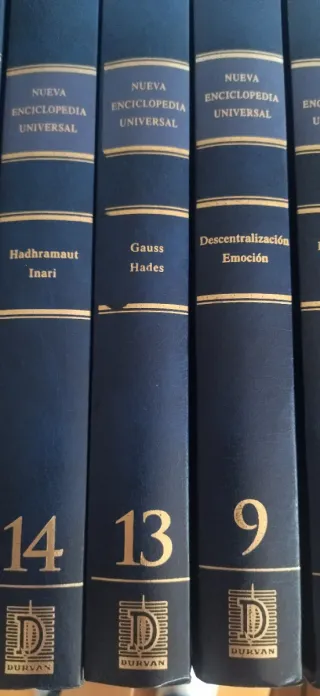 NUEVA
ENCICLOPEDIA
UNIVERSAL
Hadhramaut
Inari
14
D
DURVAN
NUEVA
ENCICLOPEDIA
UNIVERSAL
Gauss
Hades
13
D
DURVAN
NUEVA
ENCICLOPEDIA
UNIVERSAL
Descentralización
Emoción
9
D
DURVAN